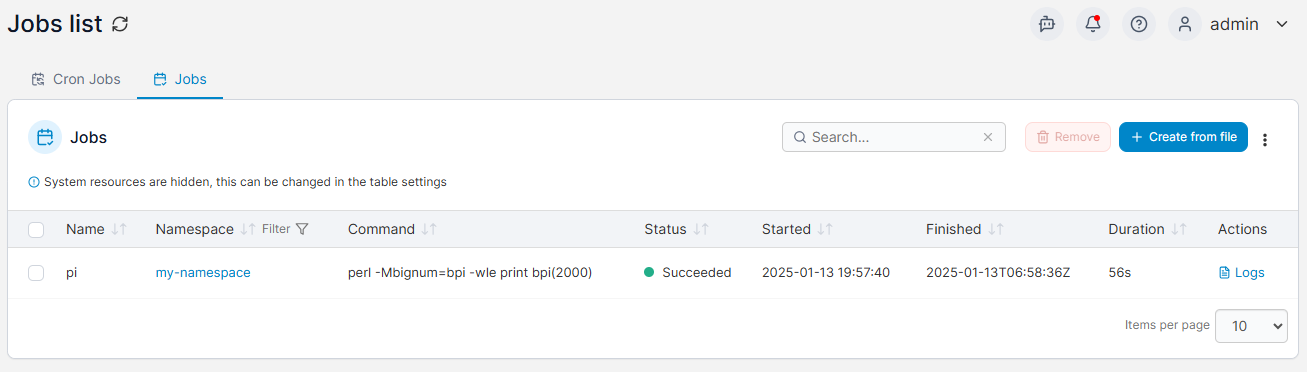 Jobs list
admin
Cron Jobs
Jobs
Jobs
Search...
Remove
Create from file
System resources are hidden, this can be changed in the table settings
Name Namespace Filter Command Status Started Finished Duration Actions
pi my-namespace perl -Mbignum=bpi -wle print bpi(2000) Succeeded 2025-01-13 19:57:40 2025-01-13T06:58:36Z 56s Logs
Items per page 10